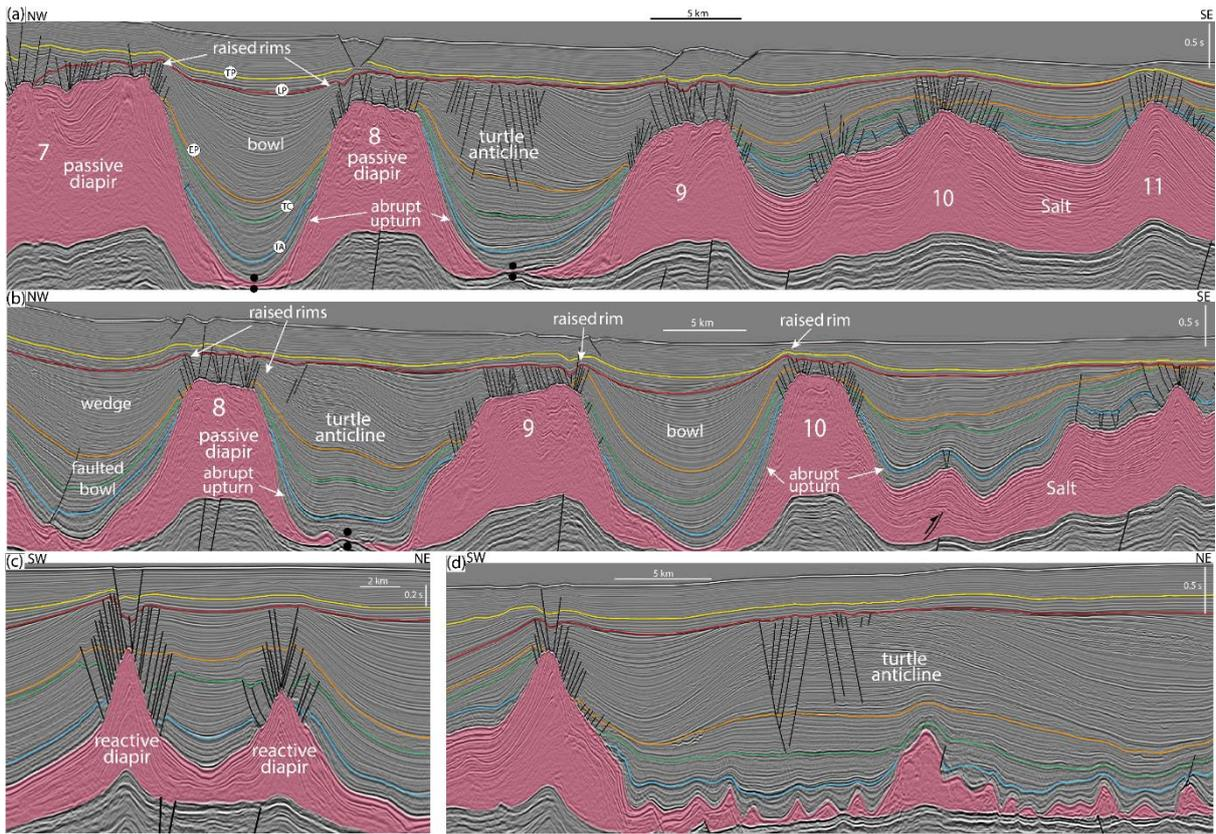 (a) NW
5 km
SE
raised rims
0.5 s
TP
LP
7
passive
diapir
EP
bowl
8
passive
diapir
turtle
anticline
9
10
11
Salt
TC
abrupt
upturn
IA
(b) NW
SE
raised rims
raised rim
5 km
raised rim
0.5 s
wedge
8
passive
diapir
turtle
anticline
9
bowl
10
faulted
bowl
abrupt
upturn
abrupt
upturn
Salt
(c) SW
NE
2 km
0.2 s
reactive
diapir
reactive
diapir
(d) SW
NE
5 km
0.5 s
turtle
anticline